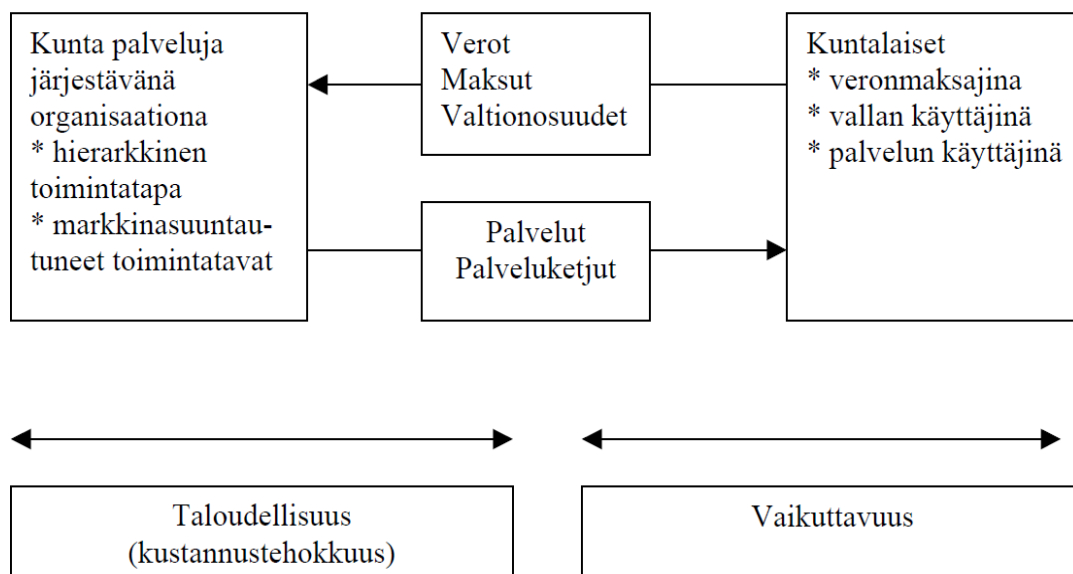 Kunta palveluja
järjestävänä
organisaationa
* hierarkkinen
toimintatapa
* markkinasuuntau-
tuneet toimintatavat
Verot
Maksut
Valtionosuudet
Palvelut
Palveluketjut
Kuntalaiset
* veronmaksajina
* vallan käyttäjinä
* palvelun käyttäjinä
Taloudellisuus
(kustannustehokkuus)
Vaikuttavuus